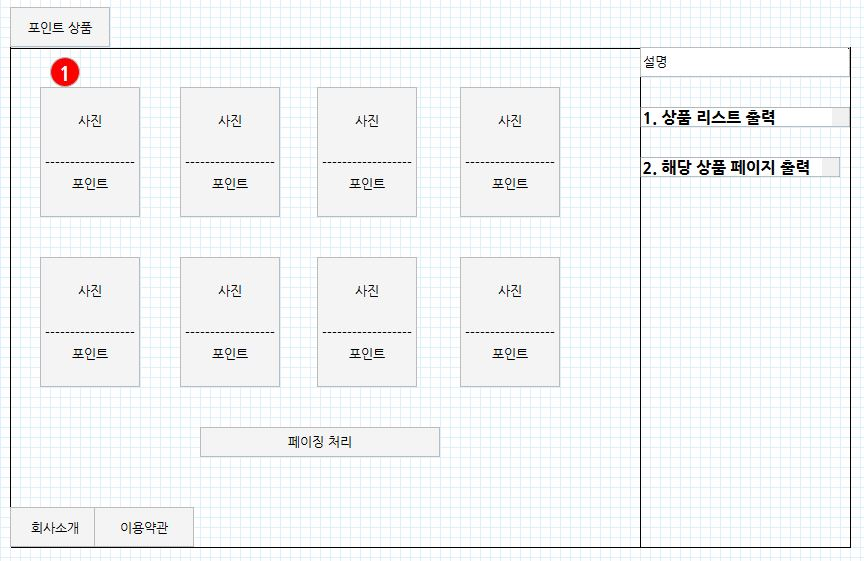 포인트 상품
1
설명
사진 사진 사진 사진
1. 상품 리스트 출력
포인트 포인트 포인트 포인트
2. 해당 상품 페이지 출력
사진 사진 사진 사진
포인트 포인트 포인트 포인트
페이징 처리
회사소개 이용약관